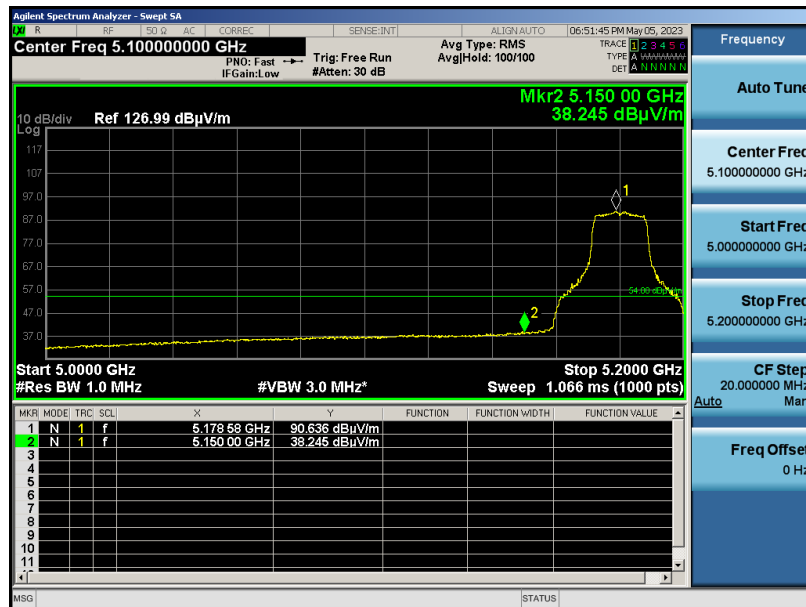 Agilent Spectrum Analyzer - Swept SA
LXI R RF 50 Ω AC CORREC SENSE:INT ALIGN AUTO 06:51:45 PM May 05, 2023
Center Freq 5.100000000 GHz
PNO: Fast
IFGain:Low
Trig: Free Run
#Atten: 30 dB
Avg Type: RMS
Avg|Hold: 100/100
TRACE 1 2 3 4 5 6
TYPE A WWWWW
DET A N N N N N
Mkr2 5.150 00 GHz
38.245 dBµV/m
10 dB/div Ref 126.99 dBµV/m
Log
117
107
97.0
87.0
77.0
67.0
57.0
47.0
37.0
1
2
54.00 dBµV/m
Start 5.0000 GHz Stop 5.2000 GHz
#Res BW 1.0 MHz #VBW 3.0 MHz* Sweep 1.066 ms (1000 pts)
MKR MODE TRC SCL X Y FUNCTION FUNCTION WIDTH FUNCTION VALUE
1 N 1 f 5.178 58 GHz 90.636 dBµV/m
2 N 1 f 5.150 00 GHz 38.245 dBµV/m
3
4
5
6
7
8
9
10
11
MSG STATUS
Frequency
Auto Tune
Center Freq
5.100000000 GHz
Start Freq
5.000000000 GHz
Stop Freq
5.200000000 GHz
CF Step
20.000000 MHz
Auto Man
Freq Offset
0 Hz